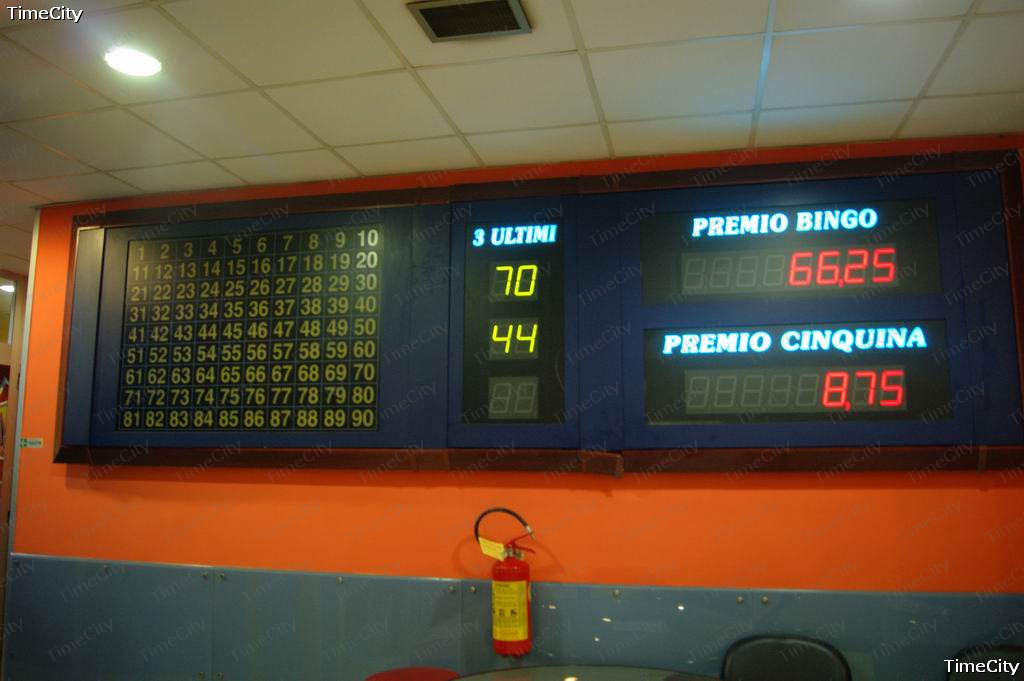 TimeCity
1 2 3 4 5 6 7 8 9 10
11 12 13 14 15 16 17 18 19 20
21 22 23 24 25 26 27 28 29 30
31 32 33 34 35 36 37 38 39 40
41 42 43 44 45 46 47 48 49 50
51 52 53 54 55 56 57 58 59 60
61 62 63 64 65 66 67 68 69 70
71 72 73 74 75 76 77 78 79 80
81 82 83 84 85 86 87 88 89 90
3 ULTIMI
70
44
PREMIO BINGO
66,25
PREMIO CINQUINA
8,75
TimeCity